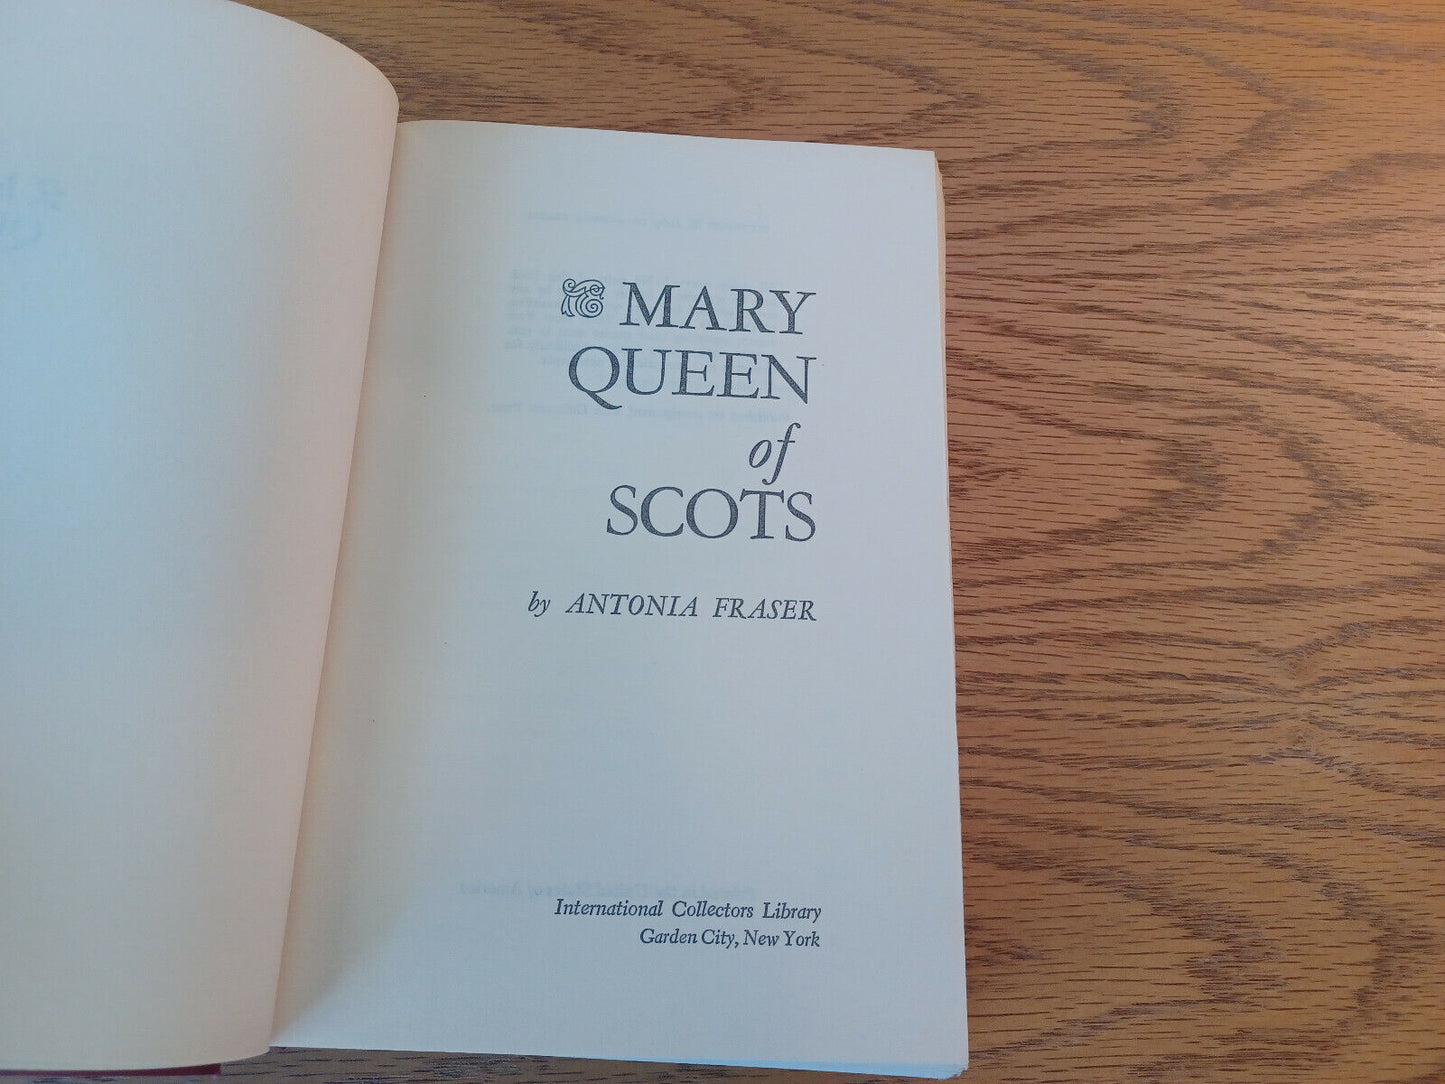 MARY
QUEEN
of
SCOTS
by ANTONIA FRASER
International Collectors Library
Garden City, New York